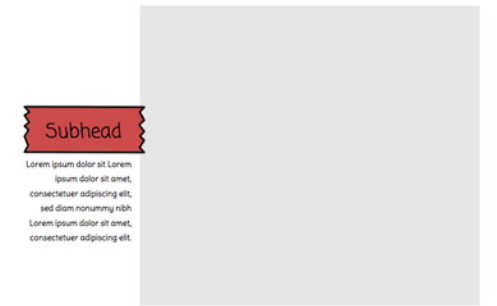 Subhead
Lorem ipsum dolor sit Lorem
ipsum dolor sit amet,
consectetuer adipiscing elit,
sed diam nonummy nibh
Lorem ipsum dolor sit amet,
consectetuer adipiscing elit.